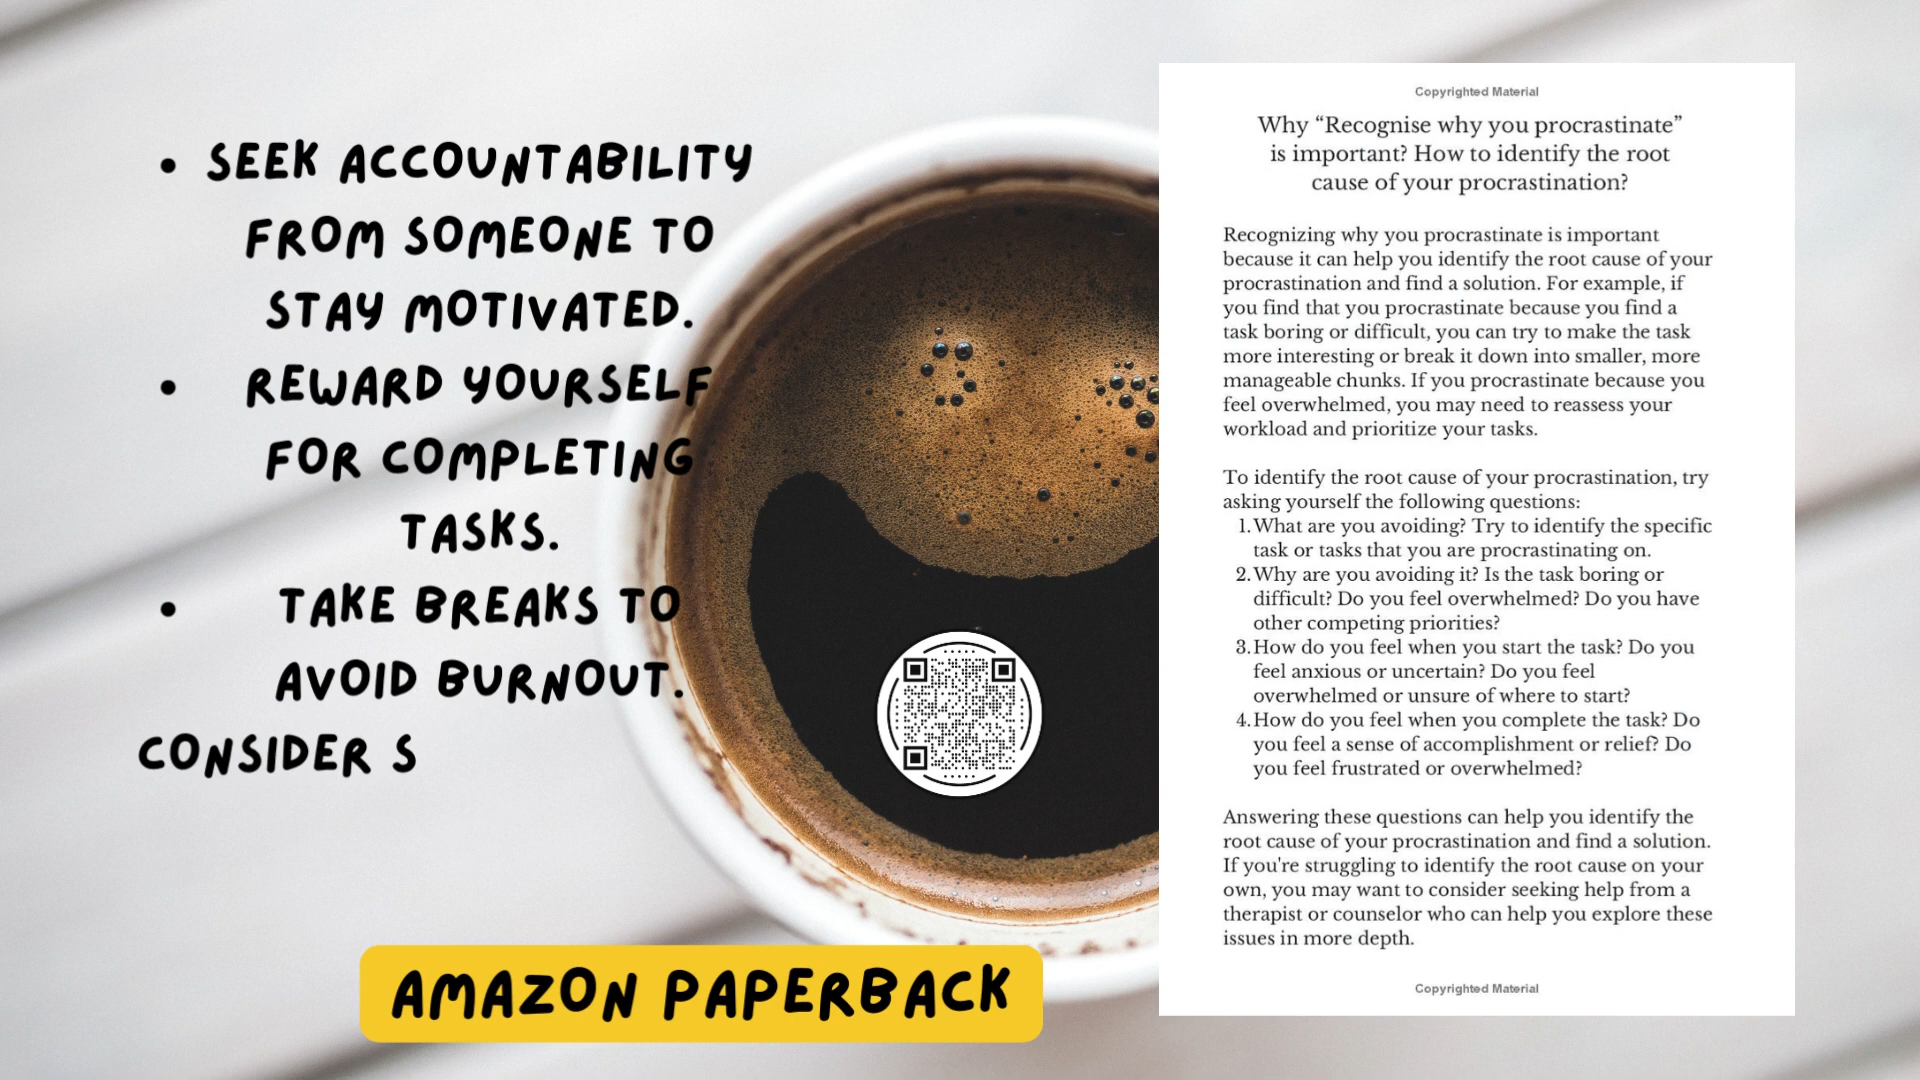 • SEEK ACCOUNTABILITY
FROM SOMEONE TO
STAY MOTIVATED.
• REWARD YOURSELF
FOR COMPLETING
TASKS.
• TAKE BREAKS TO
AVOID BURNOUT.
CONSIDER S
AMAZON PAPERBACK
Copyrighted Material
Why “Recognise why you procrastinate”
is important? How to identify the root
cause of your procrastination?
Recognizing why you procrastinate is important
because it can help you identify the root cause of your
procrastination and find a solution. For example, if
you find that you procrastinate because you find a
task boring or difficult, you can try to make the task
more interesting or break it down into smaller, more
manageable chunks. If you procrastinate because you
feel overwhelmed, you may need to reassess your
workload and prioritize your tasks.
To identify the root cause of your procrastination, try
asking yourself the following questions:
1. What are you avoiding? Try to identify the specific
task or tasks that you are procrastinating on.
2. Why are you avoiding it? Is the task boring or
difficult? Do you feel overwhelmed? Do you have
other competing priorities?
3. How do you feel when you start the task? Do you
feel anxious or uncertain? Do you feel
overwhelmed or unsure of where to start?
4. How do you feel when you complete the task? Do
you feel a sense of accomplishment or relief? Do
you feel frustrated or overwhelmed?
Answering these questions can help you identify the
root cause of your procrastination and find a solution.
If you're struggling to identify the root cause on your
own, you may want to consider seeking help from a
therapist or counselor who can help you explore these
issues in more depth.
Copyrighted Material